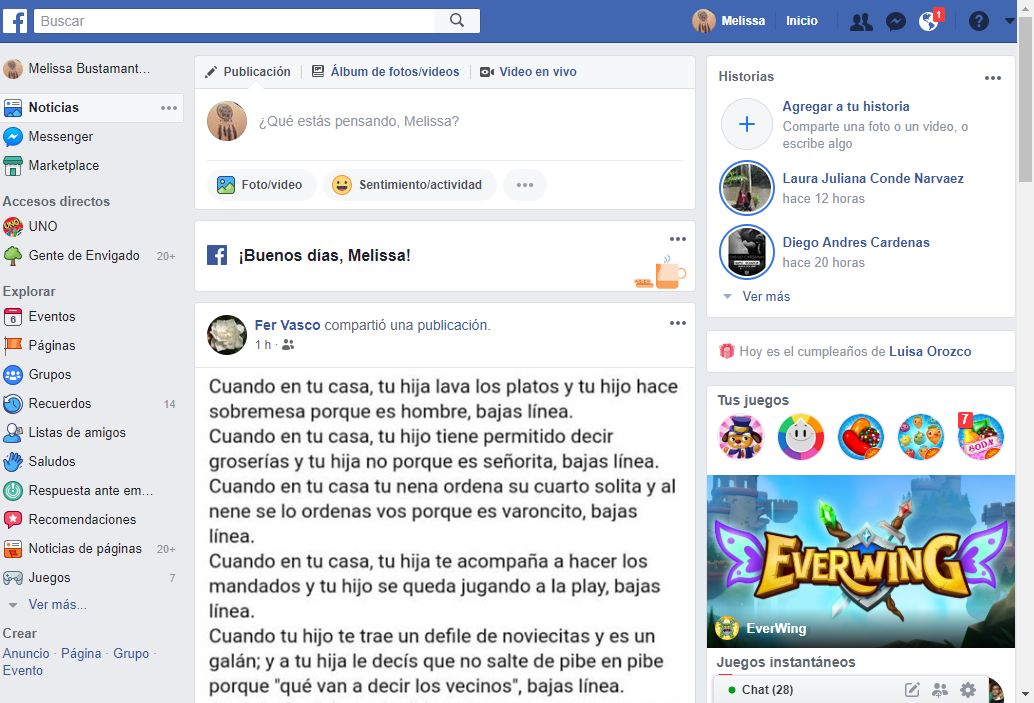 Buscar
Melissa
Inicio
1
Melissa Bustamant...
Noticias
Messenger
Marketplace
Accesos directos
UNO
Gente de Envigado 20+
Explorar
6
Eventos
Páginas
Grupos
Recuerdos 14
Listas de amigos
Saludos
Respuesta ante em...
Recomendaciones
Noticias de páginas 20+
Juegos 7
Ver más...
Crear
Anuncio · Página · Grupo ·
Evento
Publicación
Álbum de fotos/videos
Video en vivo
¿Qué estás pensando, Melissa?
Foto/video
Sentimiento/actividad
¡Buenos días, Melissa!
Fer Vasco compartió una publicación.
1 h ·
Cuando en tu casa, tu hija lava los platos y tu hijo hace
sobremesa porque es hombre, bajas línea.
Cuando en tu casa, tu hijo tiene permitido decir
groserías y tu hija no porque es señorita, bajas línea.
Cuando en tu casa tu nena ordena su cuarto solita y al
nene se lo ordenas vos porque es varoncito, bajas
línea.
Cuando en tu casa, tu hija te acompaña a hacer los
mandados y tu hijo se queda jugando a la play, bajas
línea.
Cuando tu hijo te trae un defile de noviecitas y es un
galán; y a tu hija le decís que no salte de pibe en pibe
porque "qué van a decir los vecinos", bajas línea.
Historias
Agregar a tu historia
Comparte una foto o un video, o
escribe algo
Laura Juliana Conde Narvaez
hace 12 horas
Diego Andres Cardenas
hace 20 horas
Ver más
Hoy es el cumpleaños de Luisa Orozco
Tus juegos
7
SODA
EVERWING
EverWing
Juegos instantáneos
Chat (28)